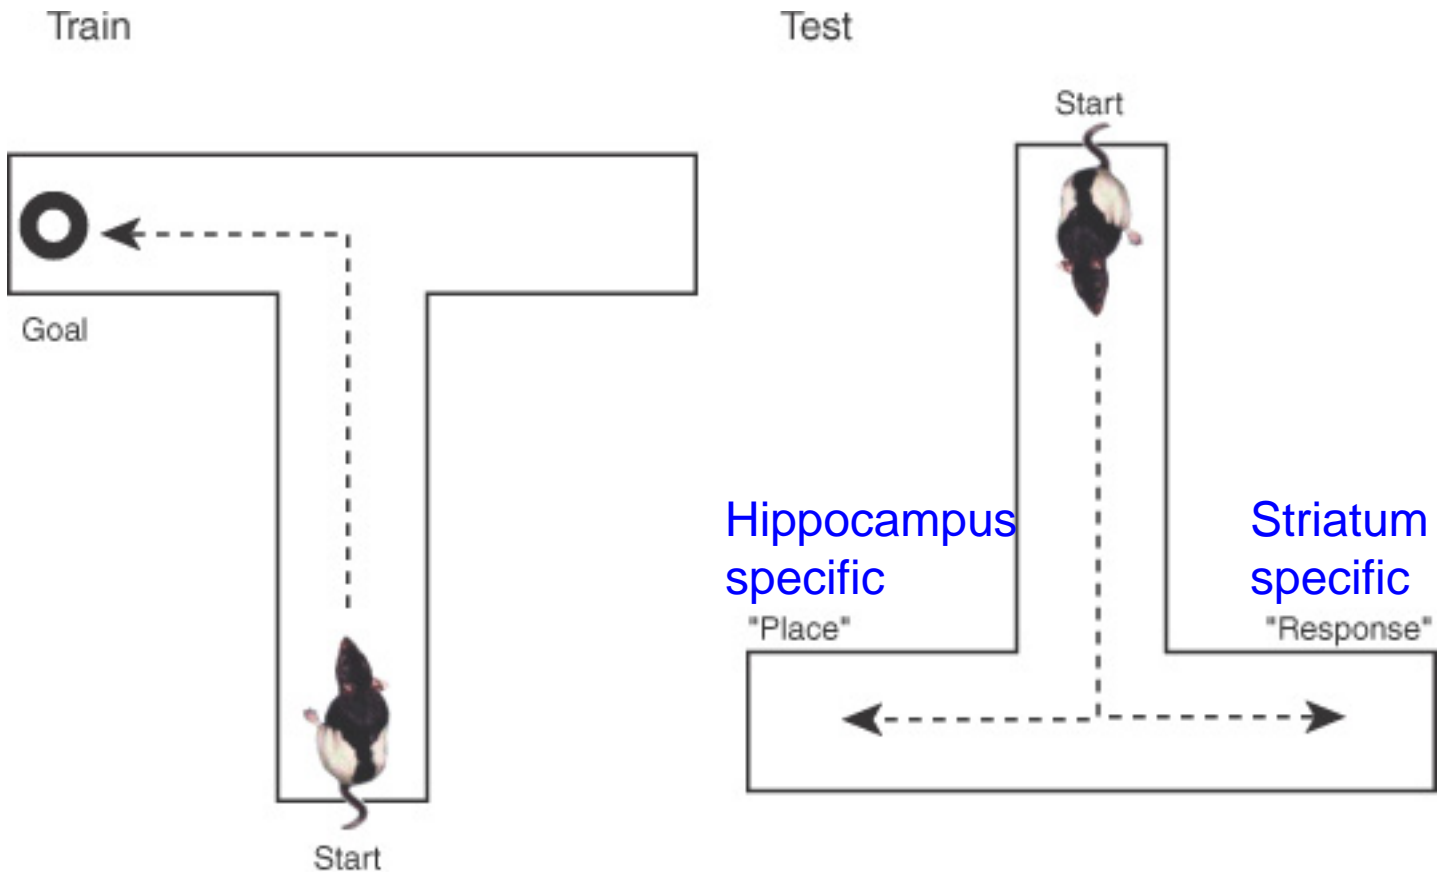 Train
Test
Start
Goal
Hippocampus
specific
Striatum
specific
"Place"
"Response"
Start